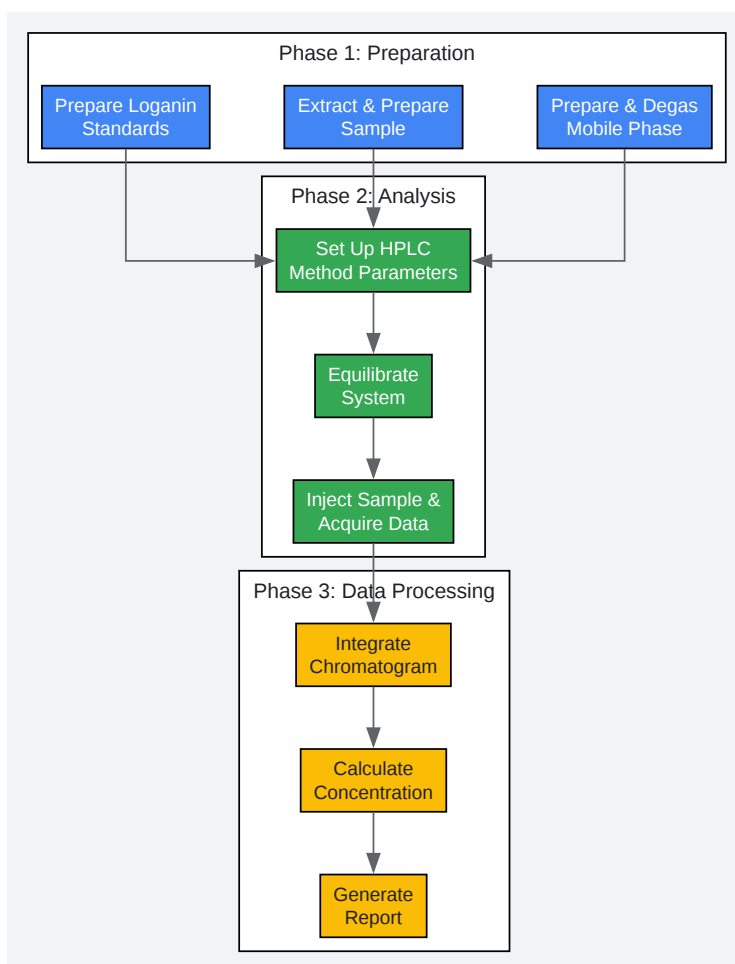 Phase 1: Preparation
Prepare Loganin
Standards
Extract & Prepare
Sample
Prepare & Degas
Mobile Phase
Phase 2: Analysis
Set Up HPLC
Method Parameters
Equilibrate
System
Inject Sample &
Acquire Data
Phase 3: Data Processing
Integrate
Chromatogram
Calculate
Concentration
Generate
Report